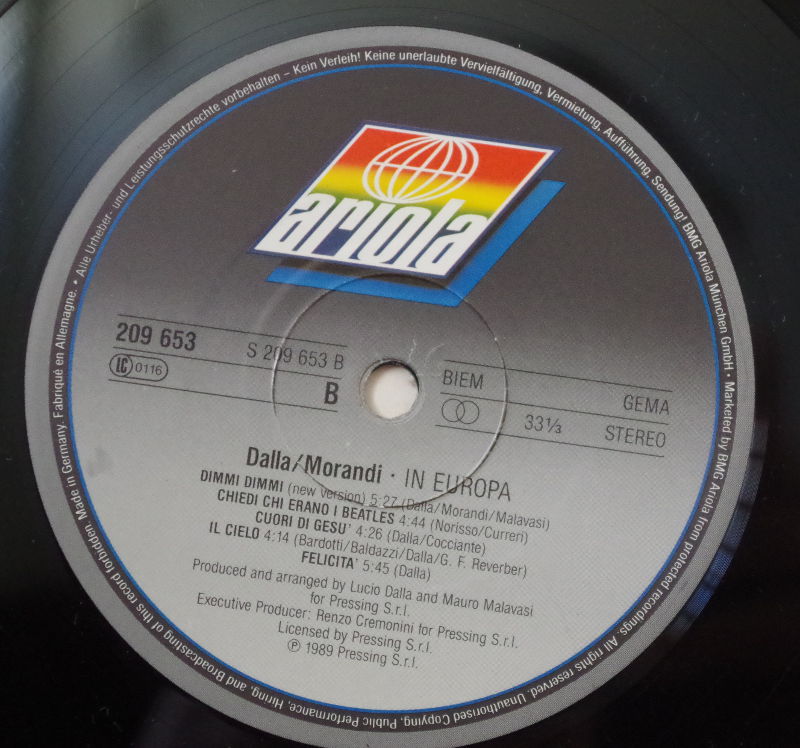 Alle Urheber- und Leistungsschutzrechte vorbehalten – Kein Verleih! Keine unerlaubte Vervielfältigung, Vermietung, Aufführung, Sendung! BMG Ariola München GmbH • Marketed by BMG Ariola from protected recordings. All rights reserved. Unauthorised Copying, Public Performance, Hiring, and Broadcasting of this record forbidden. Made in Germany. Fabriqué en Allemagne. •
ariola
209 653
S 209 653 B
LC 0116
B
BIEM
GEMA
33⅓
STEREO
Dalla/Morandi · IN EUROPA
DIMMI DIMMI (new version) 5:27 (Dalla/Morandi/Malavasi)
CHIEDI CHI ERANO I BEATLES 4:44 (Norisso/Curreri)
CUORI DI GESU' 4:26 (Dalla/Cocciante)
IL CIELO 4:14 (Bardotti/Baldazzi/Dalla/G. F. Reverber)
FELICITA' 5:45 (Dalla)
Produced and arranged by Lucio Dalla and Mauro Malavasi
for Pressing S.r.l.
Executive Producer: Renzo Cremonini for Pressing S.r.l.
Licensed by Pressing S.r.l.
℗ 1989 Pressing S.r.l.